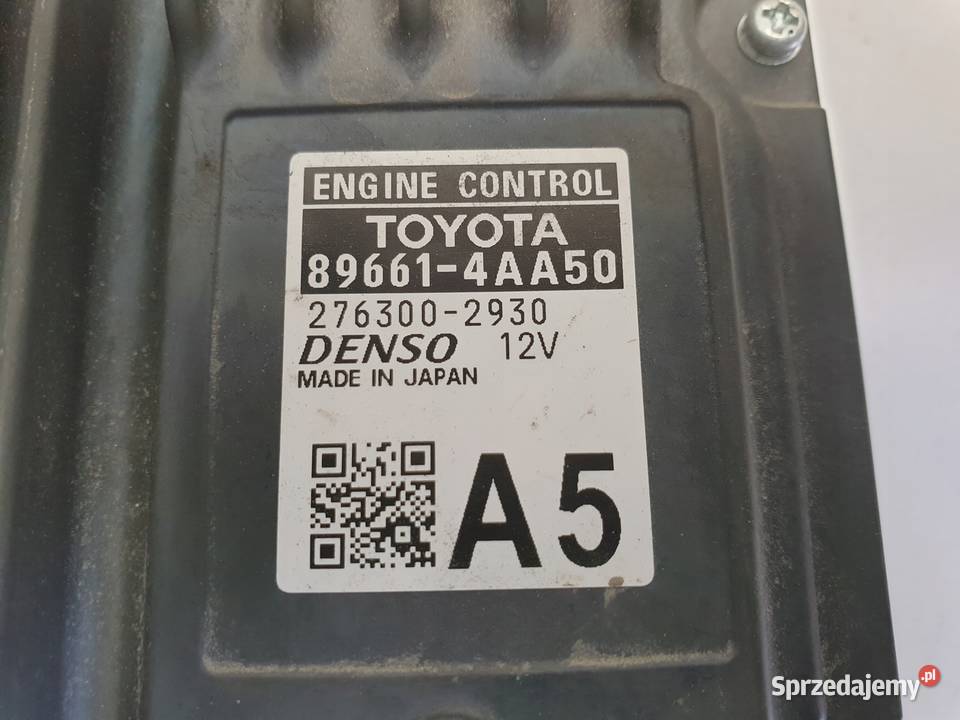 ENGINE CONTROL
TOYOTA
89661-4AA50
276300-2930
DENSO 12V
MADE IN JAPAN
A5
Sprzedajemy.pl